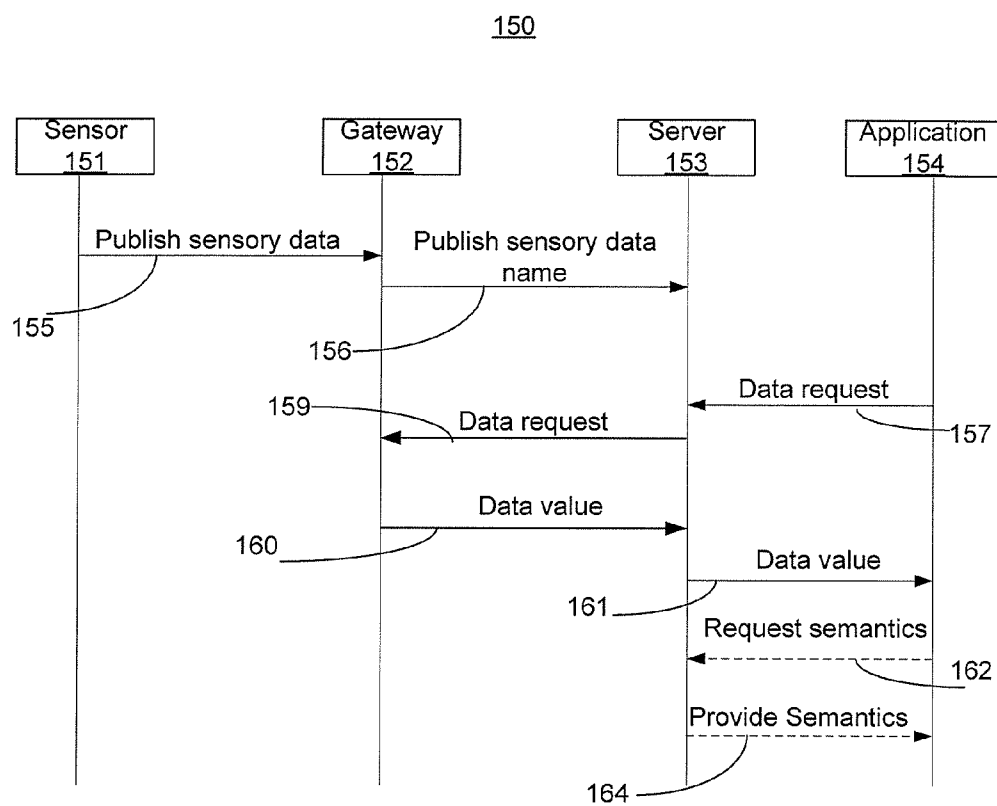 150
Sensor
151
Gateway
152
Server
153
Application
154
Publish sensory data
Publish sensory data
name
155
156
159
Data request
Data request
157
Data value
160
Data value
161
Request semantics
162
Provide Semantics
164